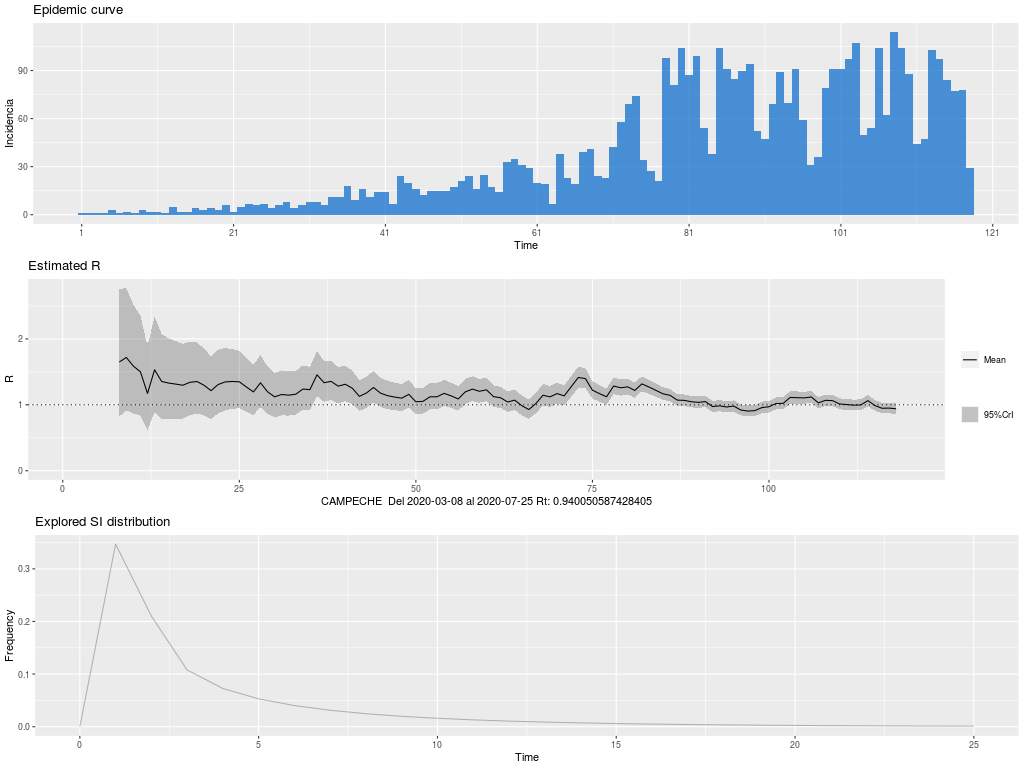 Epidemic curve
Incidencia
90
60
30
0
1 21 41 61 81 101 121
Time
Estimated R
R
2
1
0
0 25 50 75 100
CAMPECHE Del 2020-03-08 al 2020-07-25 Rt: 0.940050587428405
Mean
95%CrI
Explored SI distribution
Frequency
0.3
0.2
0.1
0.0
0 5 10 15 20 25
Time